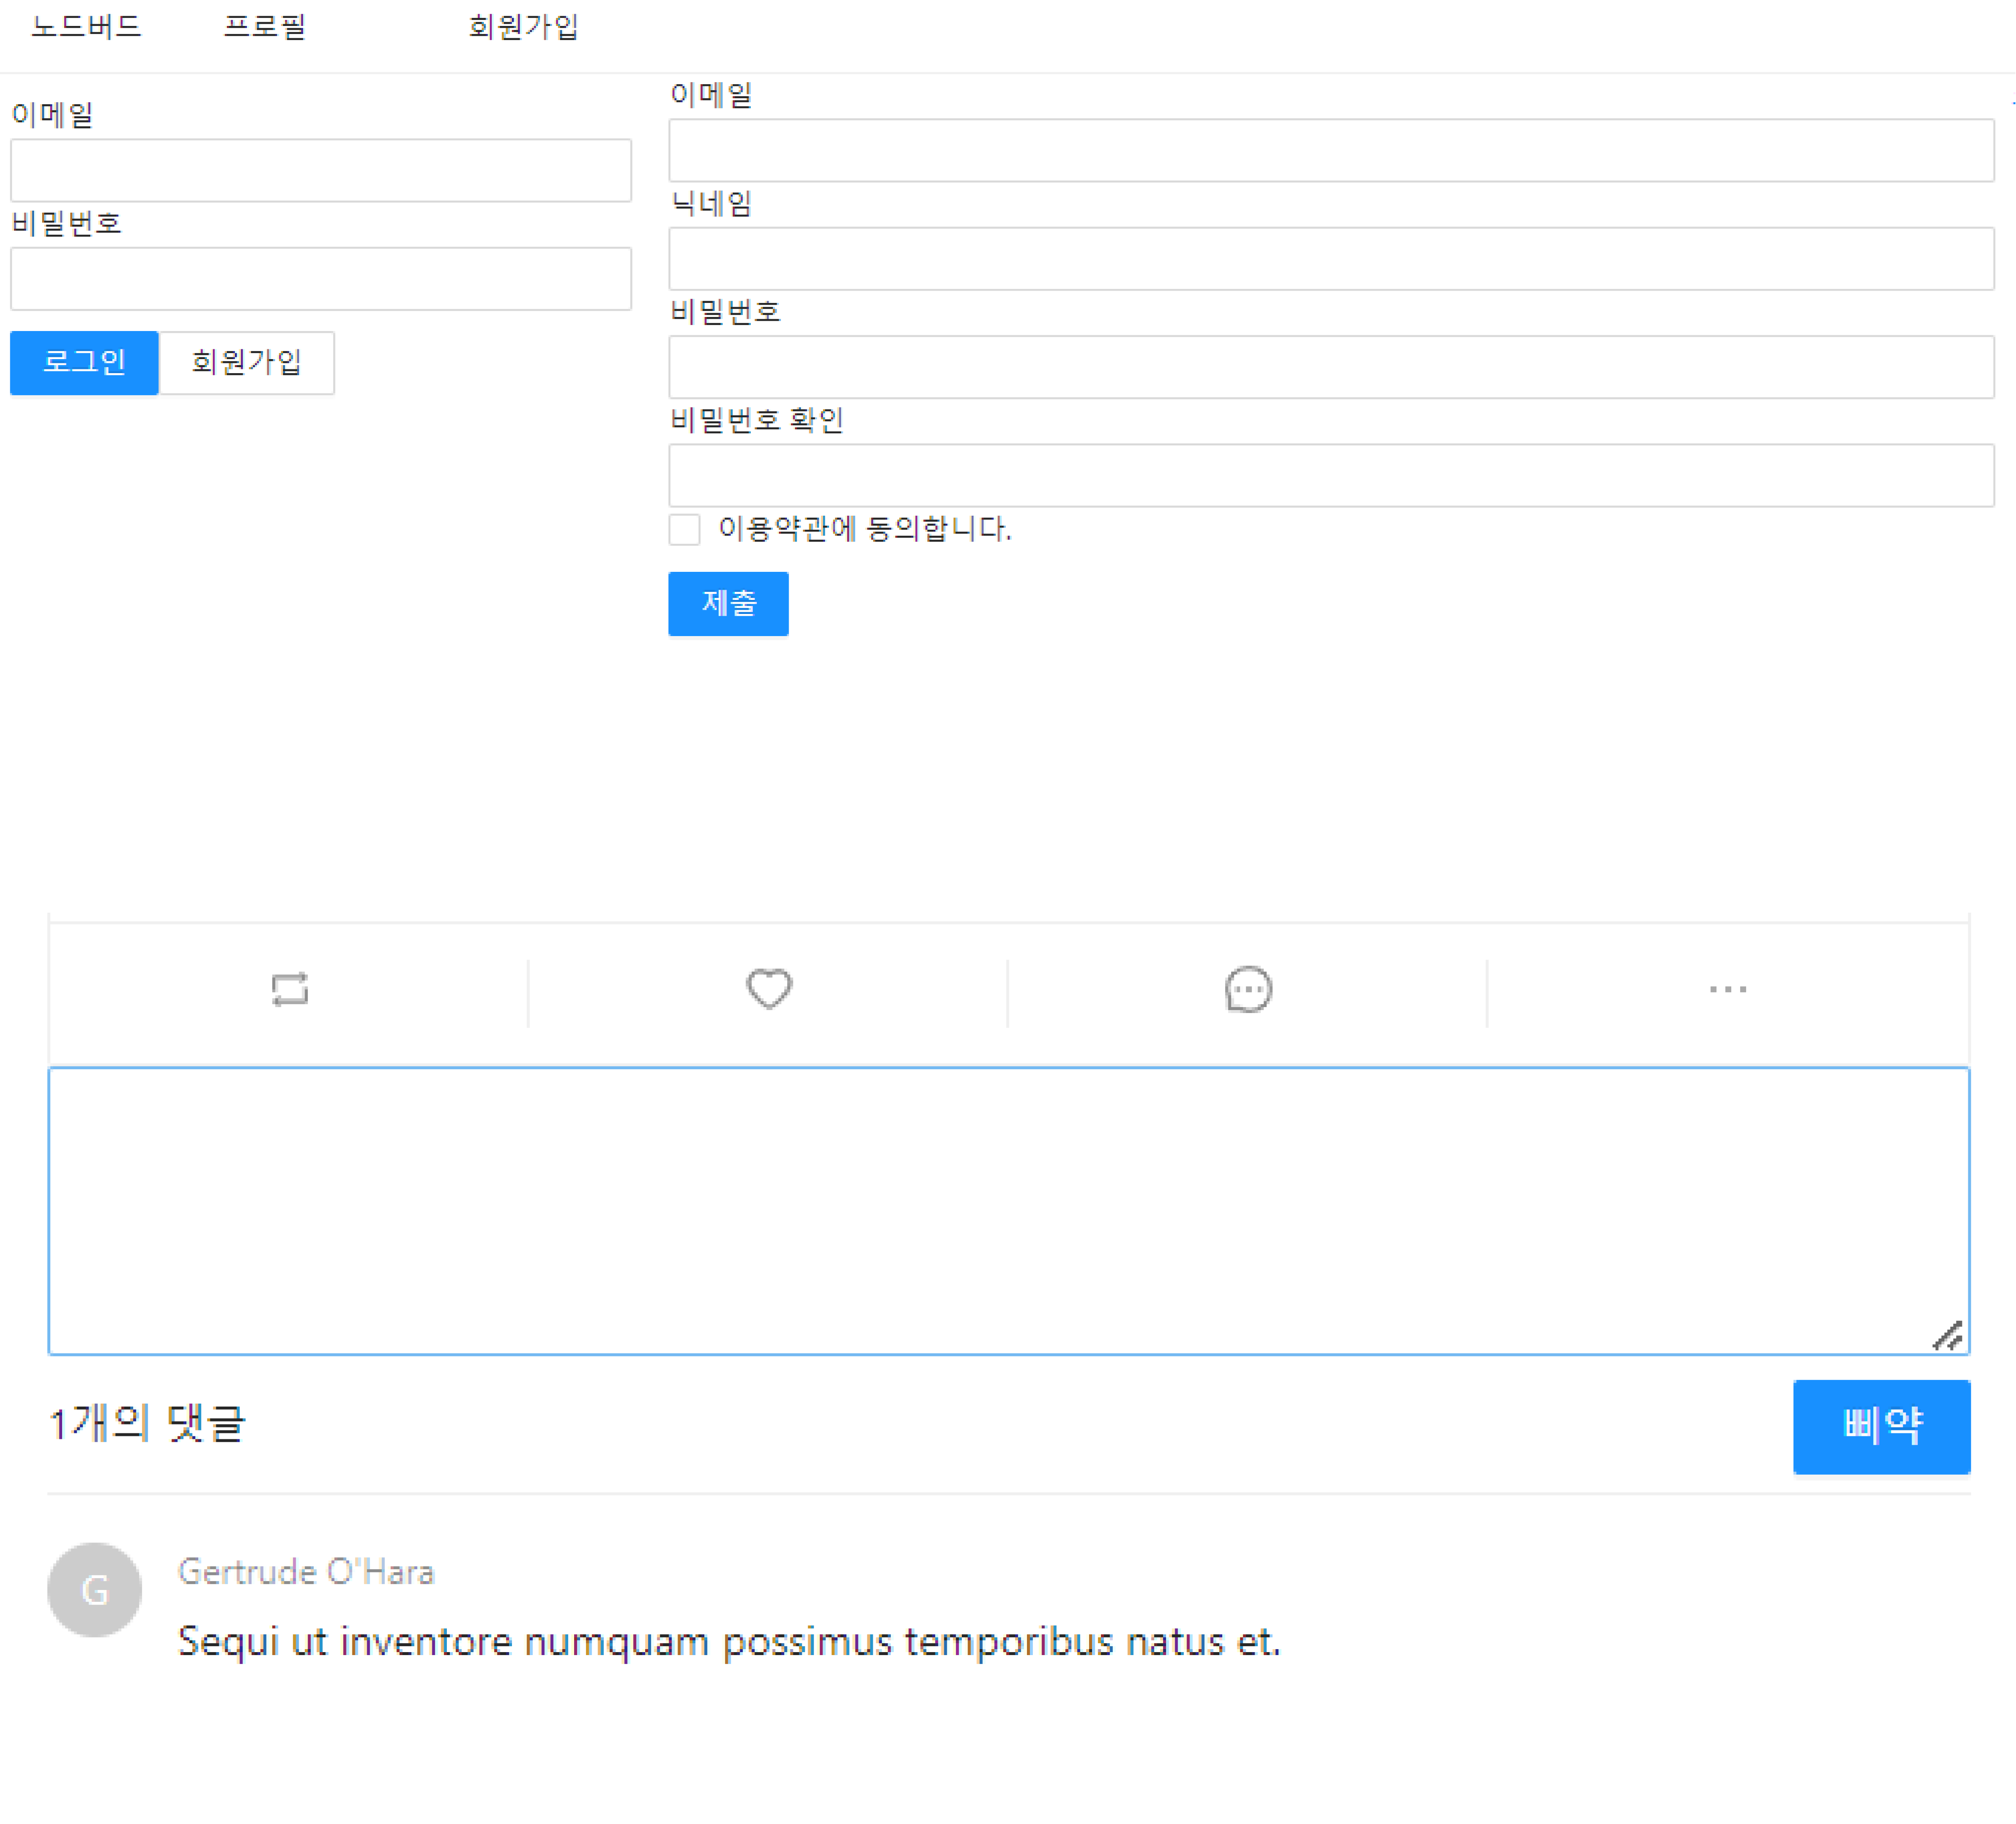 노드버드 프로필 회원가입
이메일
비밀번호
로그인 회원가입
이메일
닉네임
비밀번호
비밀번호 확인
이용약관에 동의합니다.
제출
1개의 댓글
삐약
G
Gertrude O'Hara
Sequi ut inventore numquam possimus temporibus natus et.